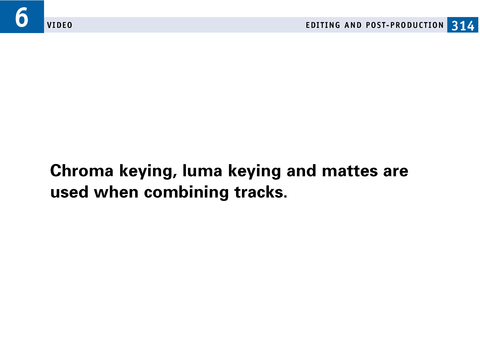 6
VIDEO
EDITING AND POST-PRODUCTION 314
Chroma keying, luma keying and mattes are
used when combining tracks.